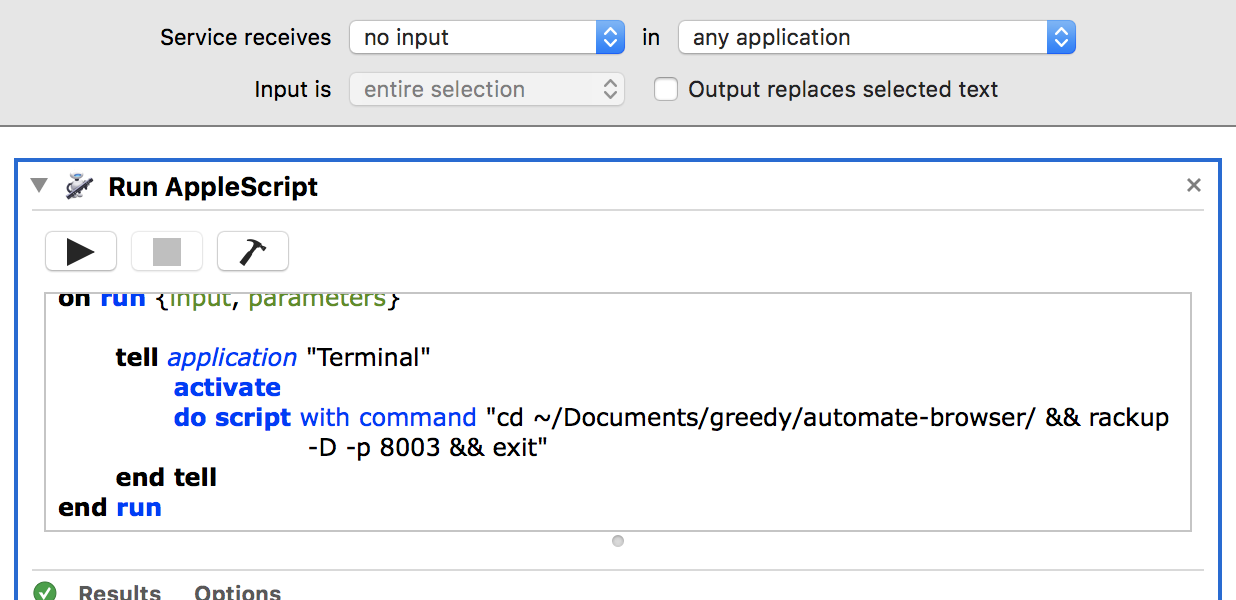 Service receives no input in any application
Input is entire selection Output replaces selected text
Run AppleScript
on run {input, parameters}
tell application "Terminal"
activate
do script with command "cd ~/Documents/greedy/automate-browser/ && rackup
-D -p 8003 && exit"
end tell
end run
Results Options